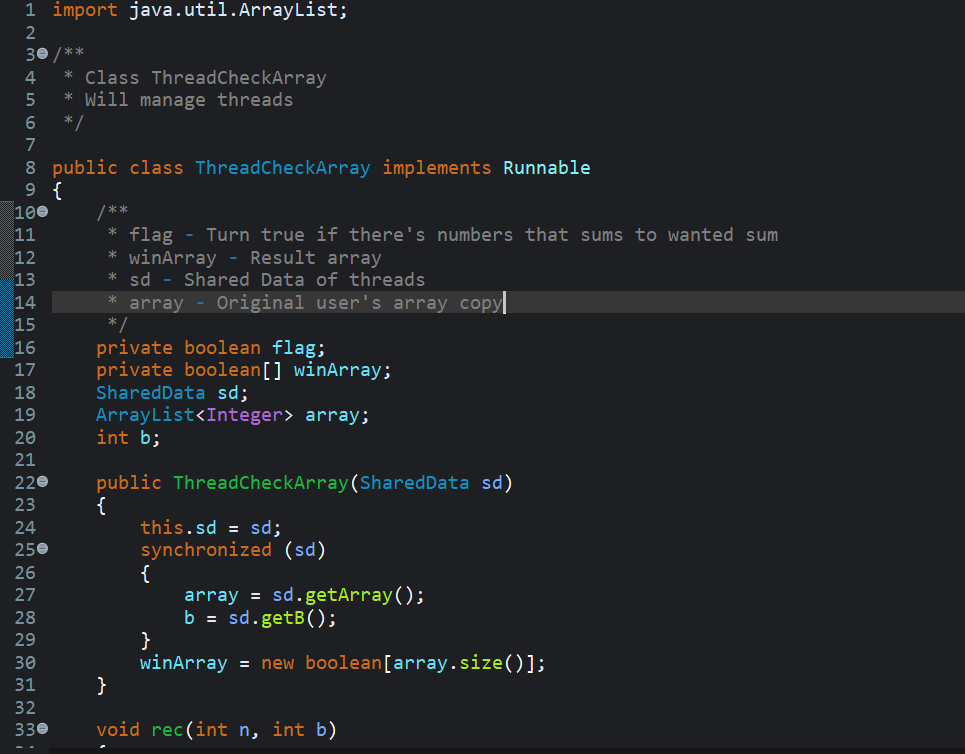 1 import java.util.ArrayList;
2
3 /**
4 * Class ThreadCheckArray
5 * Will manage threads
6 */
7
8 public class ThreadCheckArray implements Runnable
9 {
10 /**
11 * flag - Turn true if there's numbers that sums to wanted sum
12 * winArray - Result array
13 * sd - Shared Data of threads
14 * array - Original user's array copy
15 */
16 private boolean flag;
17 private boolean[] winArray;
18 SharedData sd;
19 ArrayList<Integer> array;
20 int b;
21
22 public ThreadCheckArray(SharedData sd)
23 {
24 this.sd = sd;
25 synchronized (sd)
26 {
27 array = sd.getArray();
28 b = sd.getB();
29 }
30 winArray = new boolean[array.size()];
31 }
32
33 void rec(int n, int b)